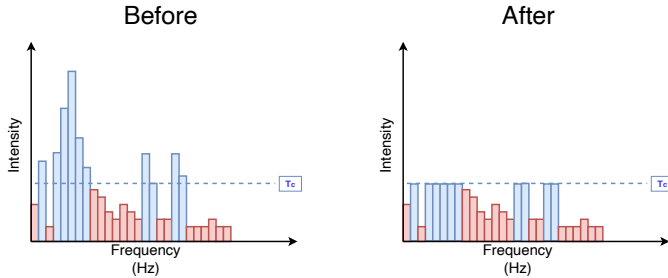 Before
After
Intensity
Tc
Frequency
(Hz)
Intensity
Tc
Frequency
(Hz)